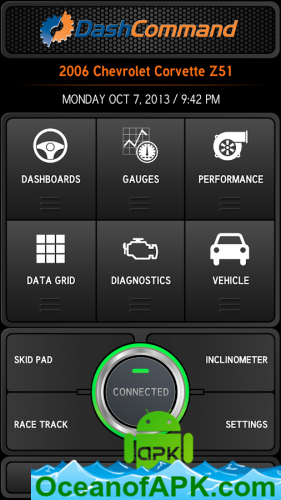 DashCommand
2006 Chevrolet Corvette Z51
MONDAY OCT 7, 2013 / 9:42 PM
DASHBOARDS
GAUGES
PERFORMANCE
DATA GRID
DIAGNOSTICS
VEHICLE
SKID PAD
INCLINOMETER
CONNECTED
RACE TRACK
SETTINGS
apk
OceanofAPK.com